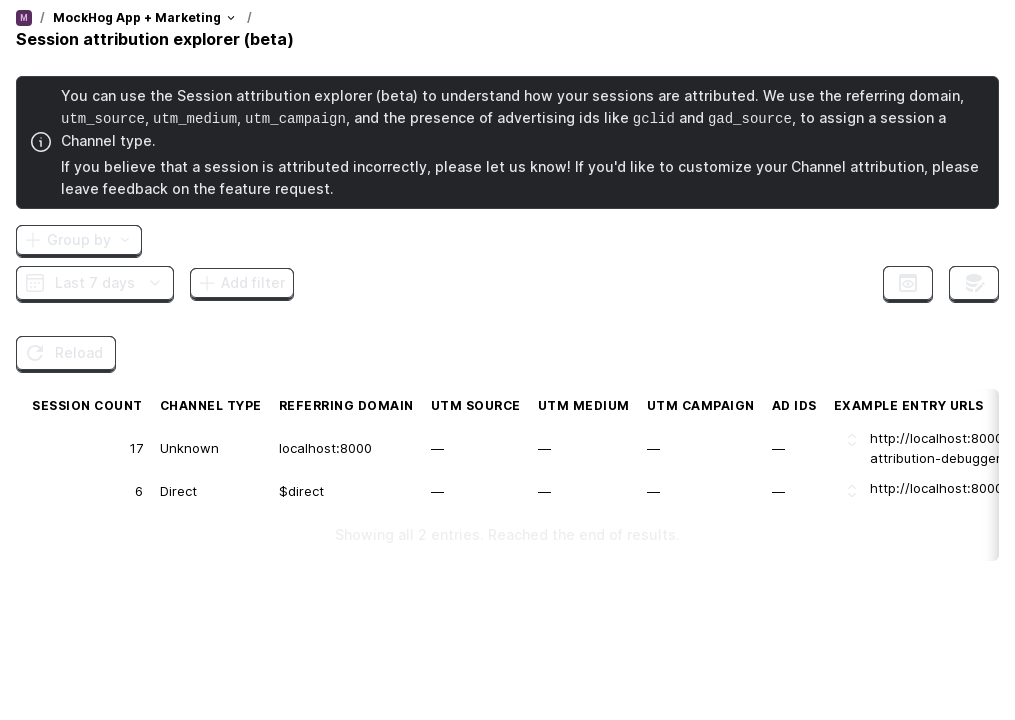 M / MockHog App + Marketing /
Session attribution explorer (beta)
You can use the Session attribution explorer (beta) to understand how your sessions are attributed. We use the referring domain,
utm_source, utm_medium, utm_campaign, and the presence of advertising ids like gclid and gad_source, to assign a session a
Channel type.
If you believe that a session is attributed incorrectly, please let us know! If you'd like to customize your Channel attribution, please
leave feedback on the feature request.
Group by
Last 7 days Add filter
Reload
SESSION COUNT CHANNEL TYPE REFERRING DOMAIN UTM SOURCE UTM MEDIUM UTM CAMPAIGN AD IDS EXAMPLE ENTRY URLS
17 Unknown localhost:8000 — — — — http://localhost:8000
attribution-debugger
6 Direct $direct — — — — http://localhost:8000
Showing all 2 entries. Reached the end of results.